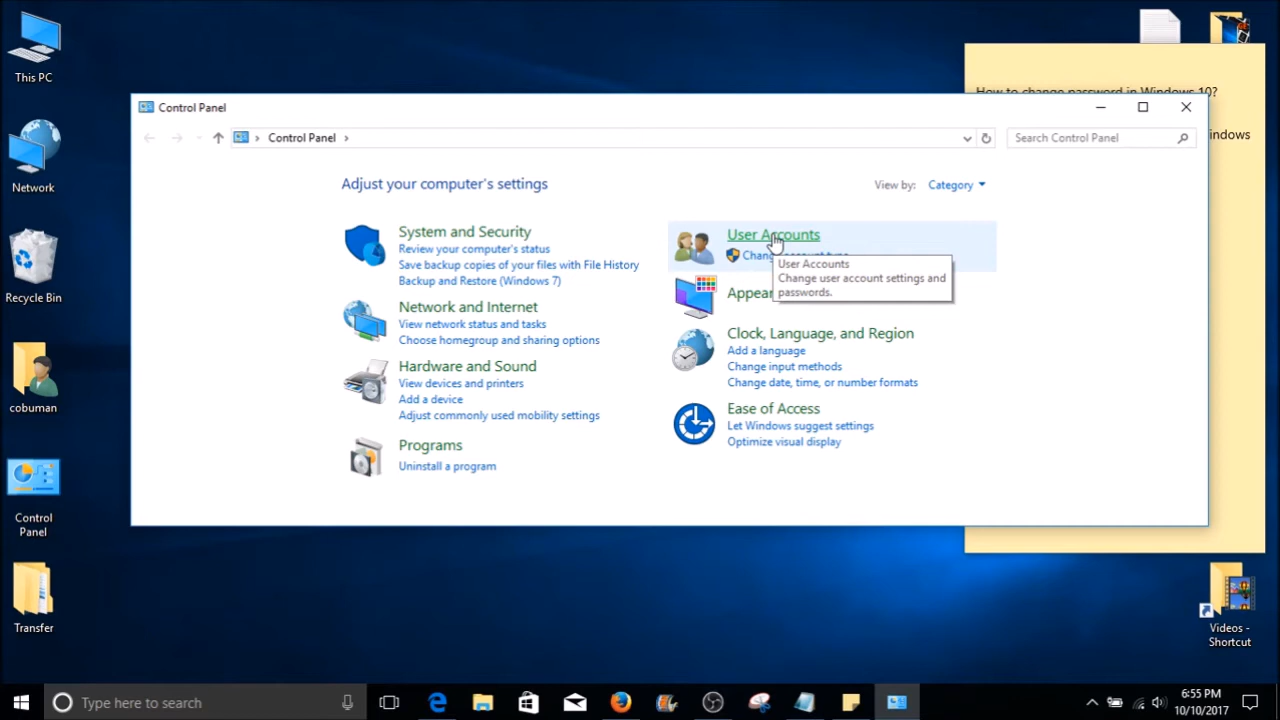 This PC
Network
Recycle Bin
cobuman
Control
Panel
Transfer
How to change password in Windows 10?
indows
Control Panel
Control Panel
Search Control Panel
Adjust your computer's settings
View by: Category
System and Security
Review your computer's status
Save backup copies of your files with File History
Backup and Restore (Windows 7)
Network and Internet
View network status and tasks
Choose homegroup and sharing options
Hardware and Sound
View devices and printers
Add a device
Adjust commonly used mobility settings
Programs
Uninstall a program
User Accounts
Change account type
User Accounts
Change user account settings and
passwords.
Appear
Clock, Language, and Region
Add a language
Change input methods
Change date, time, or number formats
Ease of Access
Let Windows suggest settings
Optimize visual display
Videos -
Shortcut
Type here to search
6:55 PM
10/10/2017